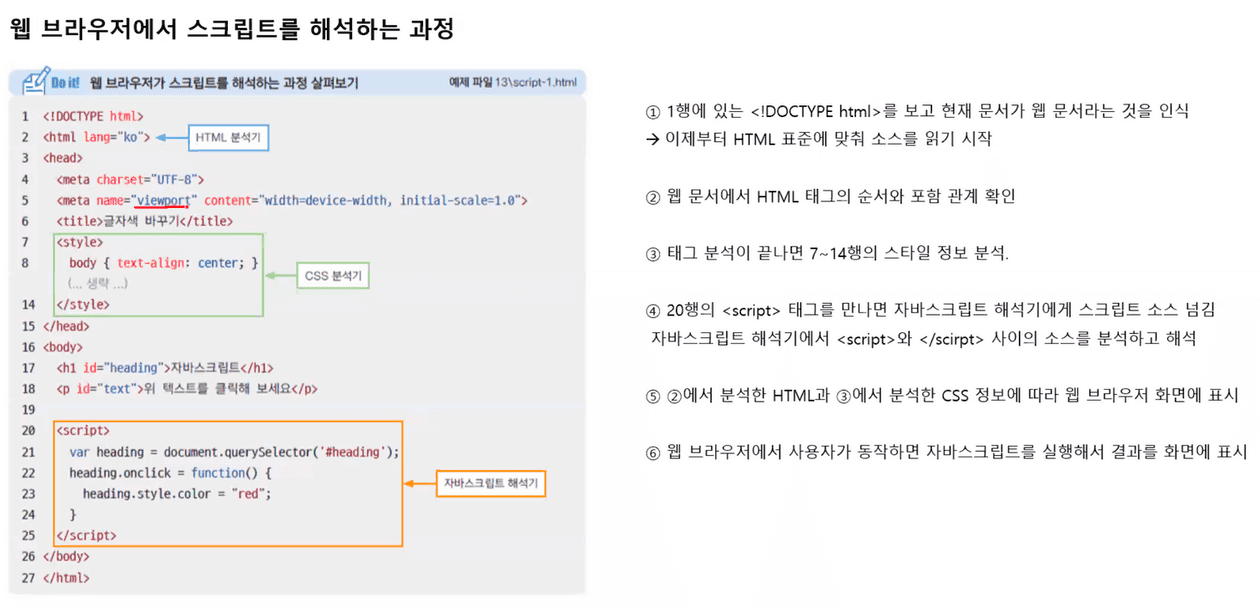 웹 브라우저에서 스크립트를 해석하는 과정
Do it! 웹 브라우저가 스크립트를 해석하는 과정 살펴보기 예제 파일 13\script-1.html
1 <!DOCTYPE html>
2 <html lang="ko"> HTML 분석기
3 <head>
4 <meta charset="UTF-8">
5 <meta name="viewport" content="width=device-width, initial-scale=1.0">
6 <title>글자색 바꾸기</title>
7 <style>
8 body { text-align: center; }
(... 생략 ...) CSS 분석기
14 </style>
15 </head>
16 <body>
17 <h1 id="heading">자바스크립트</h1>
18 <p id="text">위 텍스트를 클릭해 보세요</p>
19
20 <script>
21 var heading = document.querySelector('#heading');
22 heading.onclick = function() {
23 heading.style.color = "red"; 자바스크립트 해석기
24 }
25 </script>
26 </body>
27 </html>
① 1행에 있는 <!DOCTYPE html>를 보고 현재 문서가 웹 문서라는 것을 인식
→ 이제부터 HTML 표준에 맞춰 소스를 읽기 시작
② 웹 문서에서 HTML 태그의 순서와 포함 관계 확인
③ 태그 분석이 끝나면 7~14행의 스타일 정보 분석.
④ 20행의 <script> 태그를 만나면 자바스크립트 해석기에게 스크립트 소스 넘김
자바스크립트 해석기에서 <script>와 </scirpt> 사이의 소스를 분석하고 해석
⑤ ②에서 분석한 HTML과 ③에서 분석한 CSS 정보에 따라 웹 브라우저 화면에 표시
⑥ 웹 브라우저에서 사용자가 동작하면 자바스크립트를 실행해서 결과를 화면에 표시